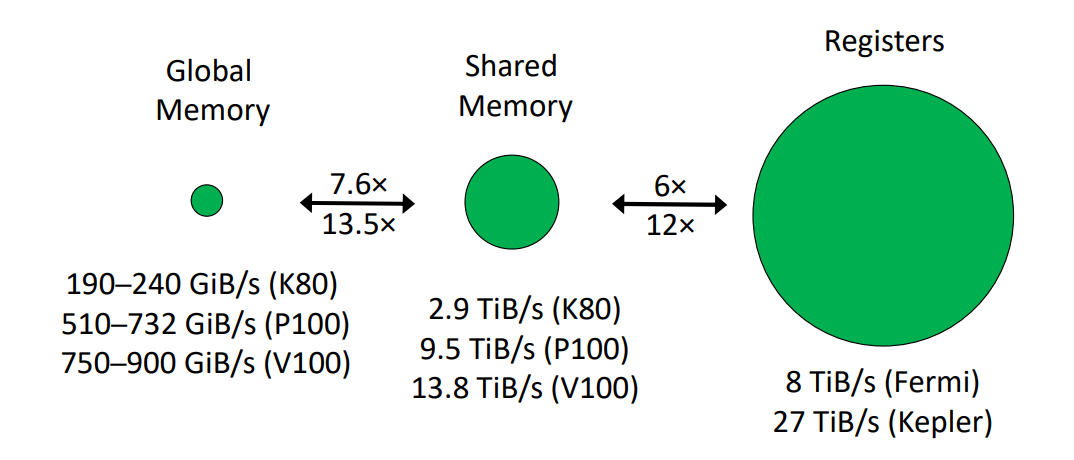 Global
Memory
190–240 GiB/s (K80)
510–732 GiB/s (P100)
750–900 GiB/s (V100)
7.6×
13.5×
Shared
Memory
2.9 TiB/s (K80)
9.5 TiB/s (P100)
13.8 TiB/s (V100)
6×
12×
Registers
8 TiB/s (Fermi)
27 TiB/s (Kepler)